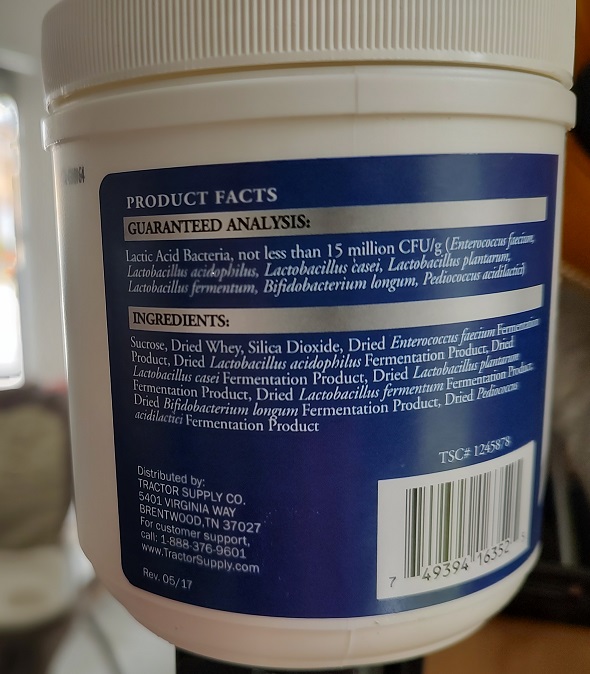 PRODUCT FACTS
GUARANTEED ANALYSIS:
Lactic Acid Bacteria, not less than 15 million CFU/g (Enterococcus faecium,
Lactobacillus acidophilus, Lactobacillus casei, Lactobacillus plantarum,
Lactobacillus fermentum, Bifidobacterium longum, Pediococcus acidilactici)
INGREDIENTS:
Sucrose, Dried Whey, Silica Dioxide, Dried Enterococcus faecium Fermentation
Product, Dried Lactobacillus acidophilus Fermentation Product, Dried
Lactobacillus casei Fermentation Product, Dried Lactobacillus plantarum
Fermentation Product, Dried Lactobacillus fermentum Fermentation Product,
Dried Bifidobacterium longum Fermentation Product, Dried Pediococcus
acidilactici Fermentation Product
TSC# 1245878
Distributed by:
TRACTOR SUPPLY CO.
5401 VIRGINIA WAY
BRENTWOOD, TN 37027
For customer support,
call: 1-888-376-9601
www.TractorSupply.com
Rev. 05/17
7 49394 16352